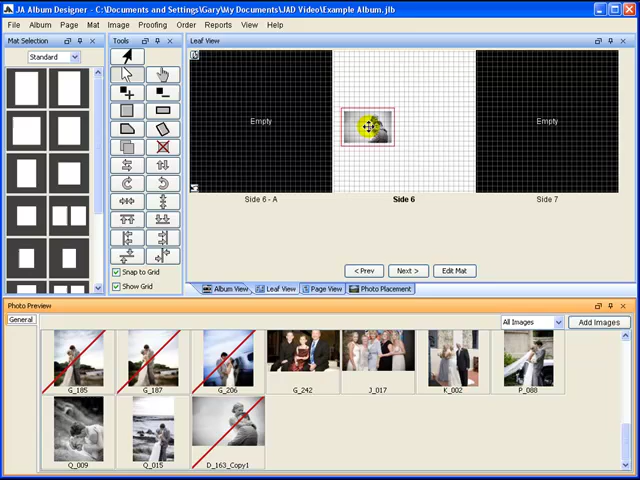 JA Album Designer - C:\Documents and Settings\Gary\My Documents\JAD Video\Example Album.jlb
File Album Page Mat Image Proofing Order Reports View Help
Mat Selection
Tools
Leaf View
Standard
Empty
Empty
Side 6 - A
Side 6
Side 7
Snap to Grid
Show Grid
< Prev
Next >
Edit Mat
Album View
Leaf View
Page View
Photo Placement
Photo Preview
General
All Images
Add Images
G_185
G_187
G_206
G_242
J_017
K_002
P_088
Q_009
Q_015
D_163_Copy1